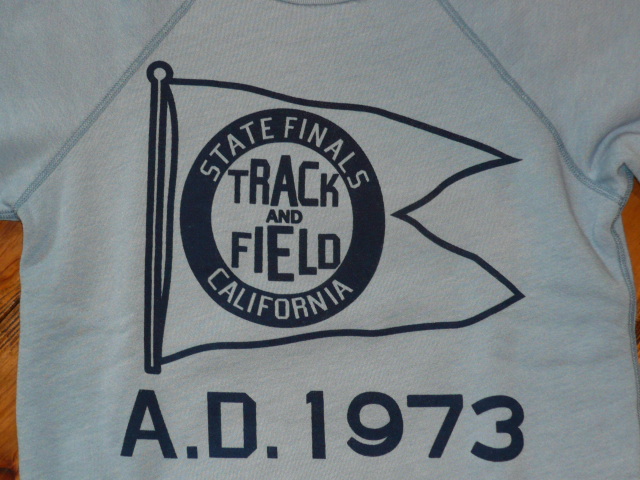 STATE FINALS
TRACK
AND
FIELD
CALIFORNIA
A.D. 1973